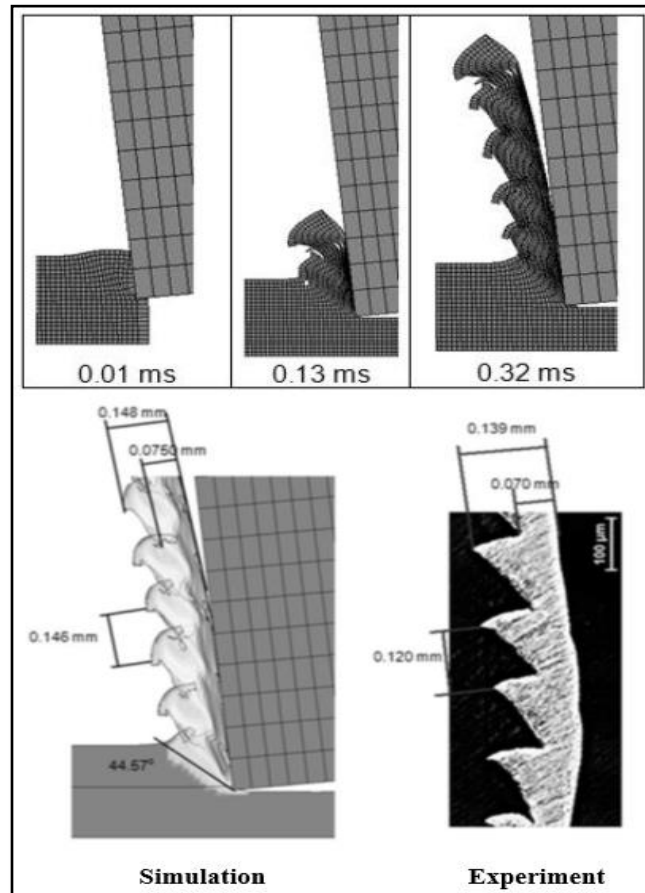 0.01 ms
0.13 ms
0.32 ms
0.148 mm
0.0750 mm
0.146 mm
44.57°
0.139 mm
0.070 mm
100 µm
0.120 mm
Simulation
Experiment